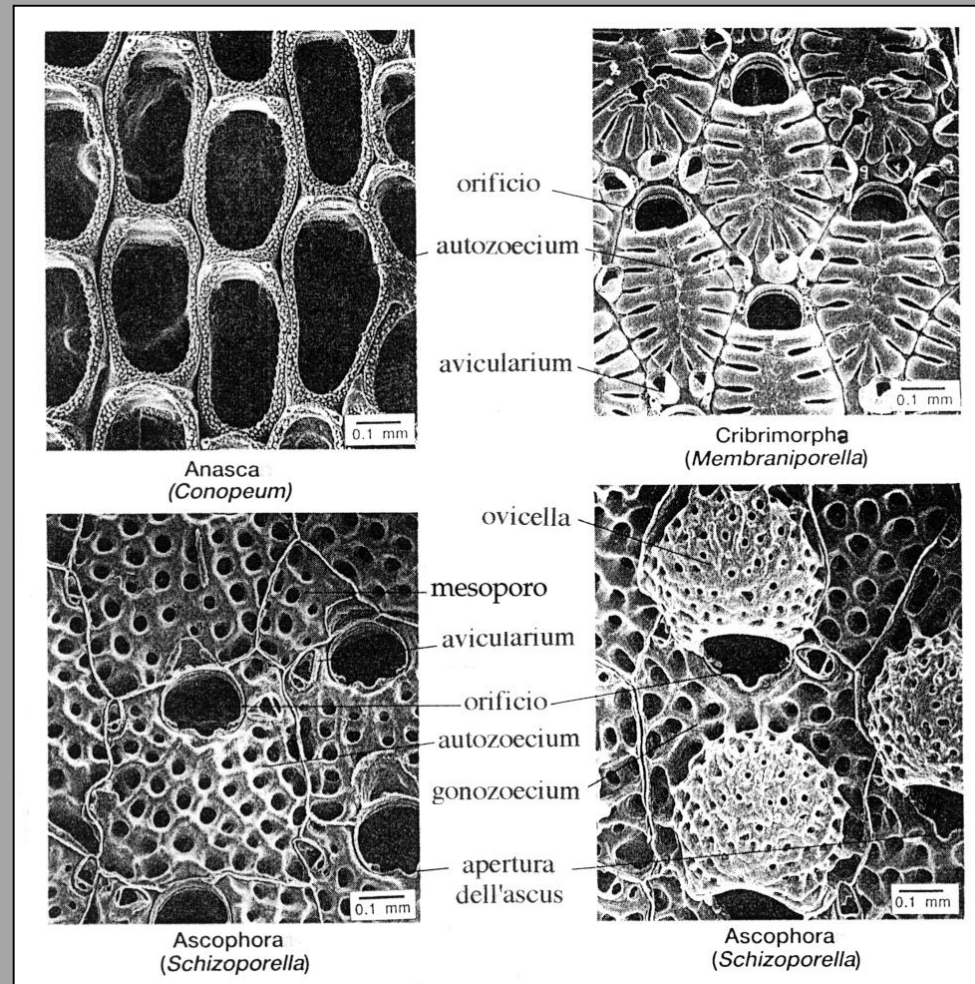 orificio
autozoecium
avicularium
0.1 mm
0.1 mm
Anasca
(Conopeum)
Cribrimorpha
(Membraniporella)
ovicella
mesoporo
avicularium
orificio
autozoecium
gonozoecium
apertura
dell'ascus
0.1 mm
0.1 mm
Ascophora
(Schizoporella)
Ascophora
(Schizoporella)